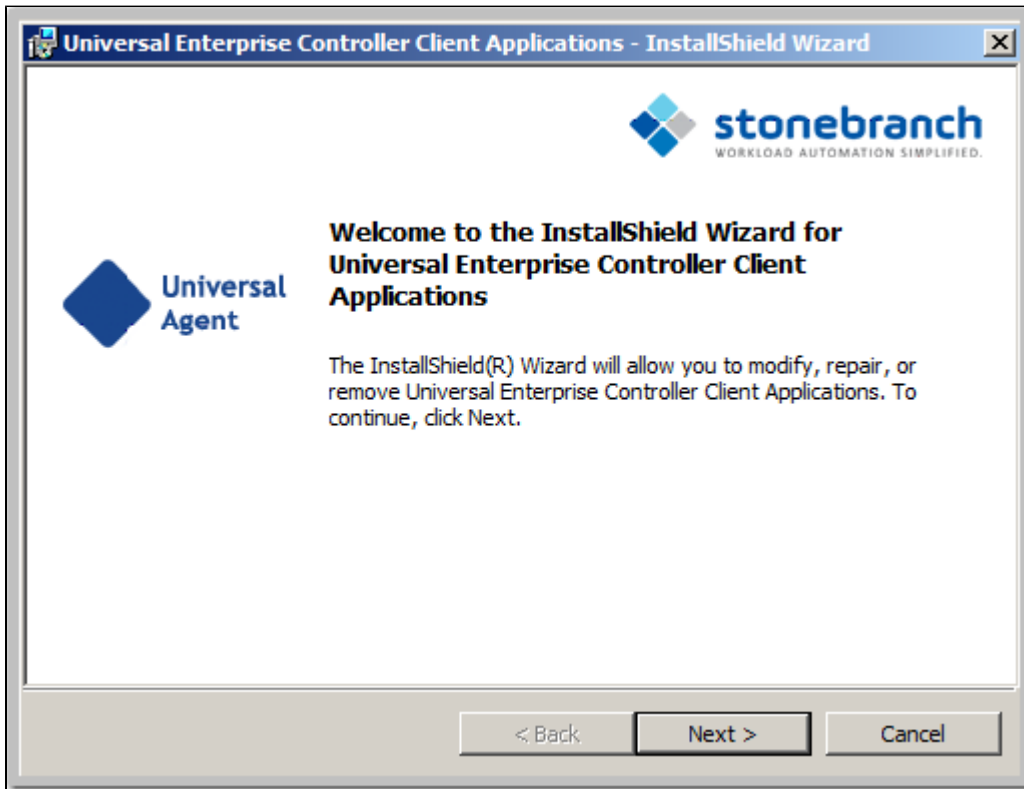 Universal Enterprise Controller Client Applications - InstallShield Wizard
stonebranch
WORKLOAD AUTOMATION SIMPLIFIED.
Universal
Agent
Welcome to the InstallShield Wizard for
Universal Enterprise Controller Client
Applications
The InstallShield(R) Wizard will allow you to modify, repair, or
remove Universal Enterprise Controller Client Applications. To
continue, click Next.
< Back
Next >
Cancel